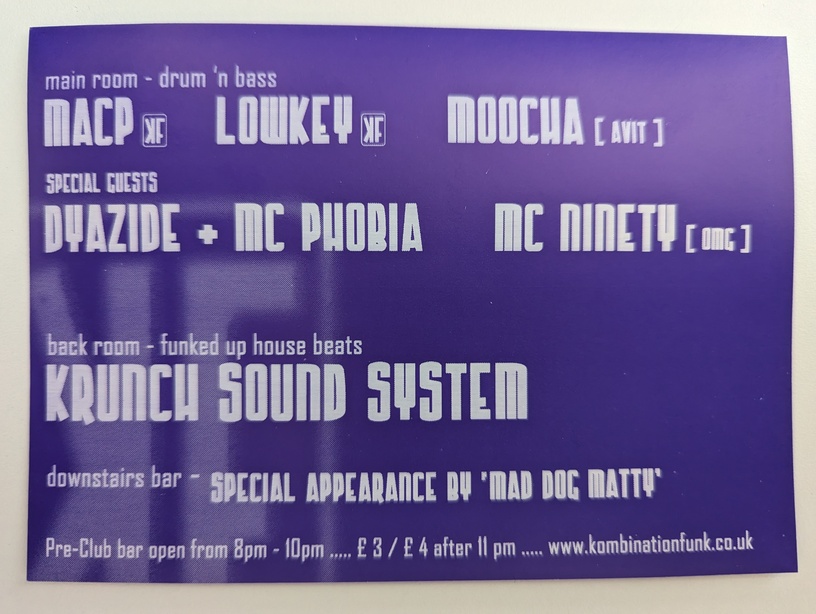 main room - drum 'n bass
MACP KF LOWKEY KF MOOCHA [ AVIT ]
SPECIAL GUESTS
DYAZIDE + MC PHOBIA MC NINETY [ OMG ]
back room - funked up house beats
KRUNCH SOUND SYSTEM
downstairs bar - SPECIAL APPEARANCE BY 'MAD DOG MATTY'
Pre-Club bar open from 8pm - 10pm ..... £ 3 / £ 4 after 11 pm ..... www.kombinationfunk.co.uk